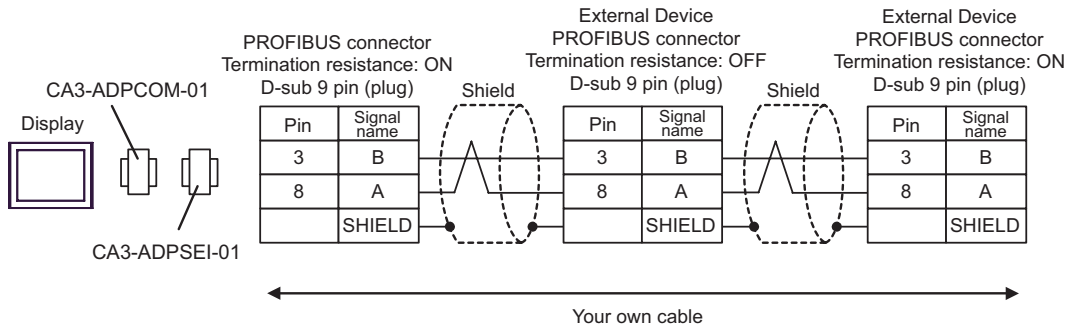 External Device
PROFIBUS connector
Termination resistance: OFF
D-sub 9 pin (plug)
External Device
PROFIBUS connector
Termination resistance: ON
D-sub 9 pin (plug)
PROFIBUS connector
Termination resistance: ON
D-sub 9 pin (plug)
CA3-ADPCOM-01
Display
CA3-ADPSEI-01
Shield
Shield
Pin Signal name
3 B
8 A
SHIELD
Pin Signal name
3 B
8 A
SHIELD
Pin Signal name
3 B
8 A
SHIELD
Your own cable